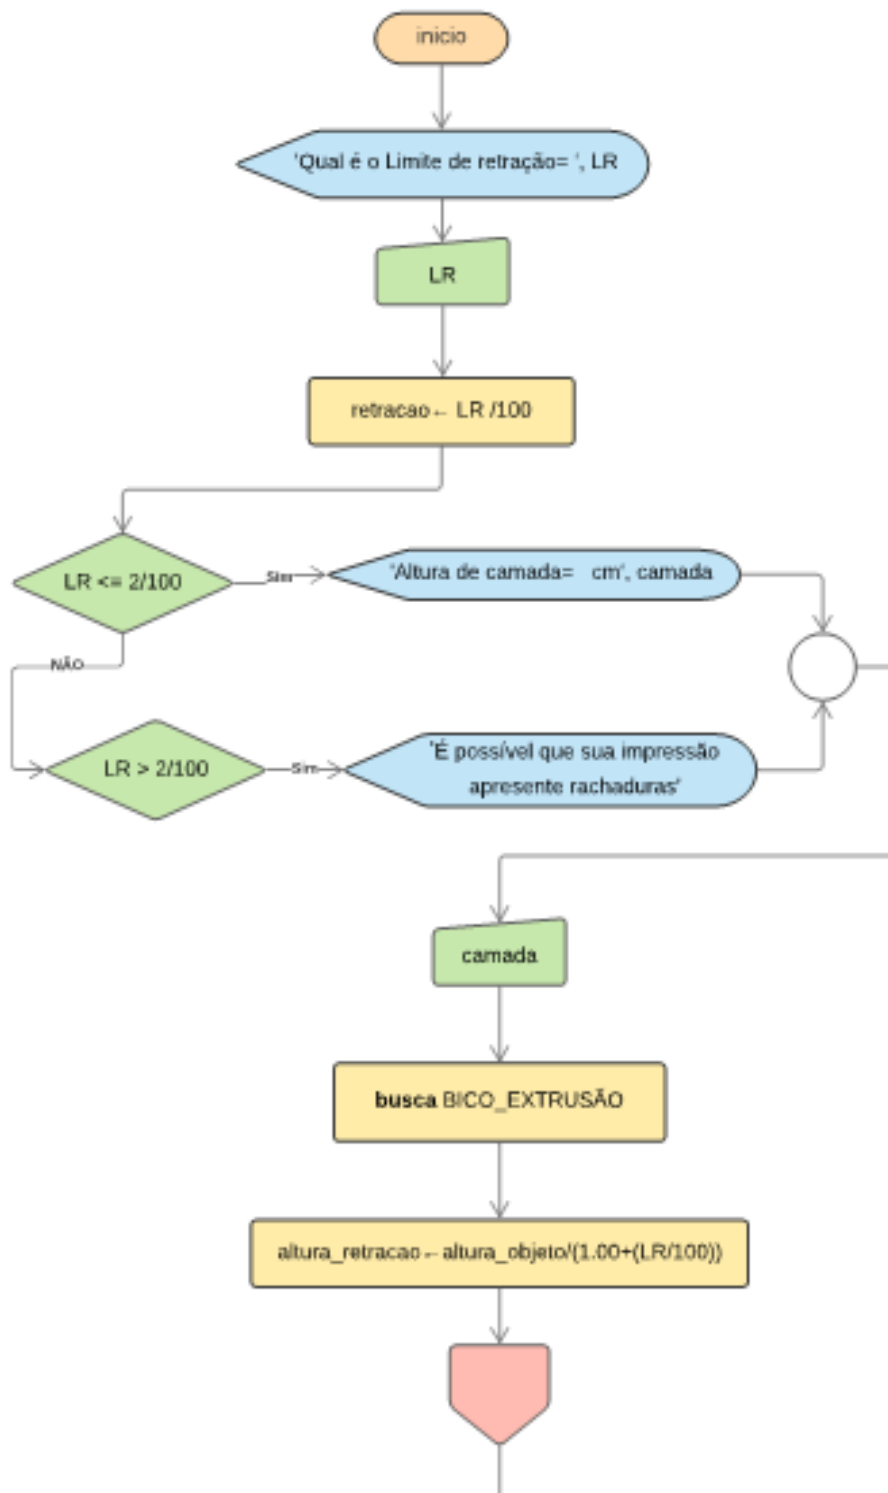 inicio
'Qual é o Limite de retração= ', LR
LR
retracao← LR /100
LR <= 2/100
Sim
'Altura de camada=   cm', camada
NÃO
LR > 2/100
Sim
'É possível que sua impressão
apresente rachaduras'
camada
busca BICO_EXTRUSÃO
altura_retracao←altura_objeto/(1.00+(LR/100))